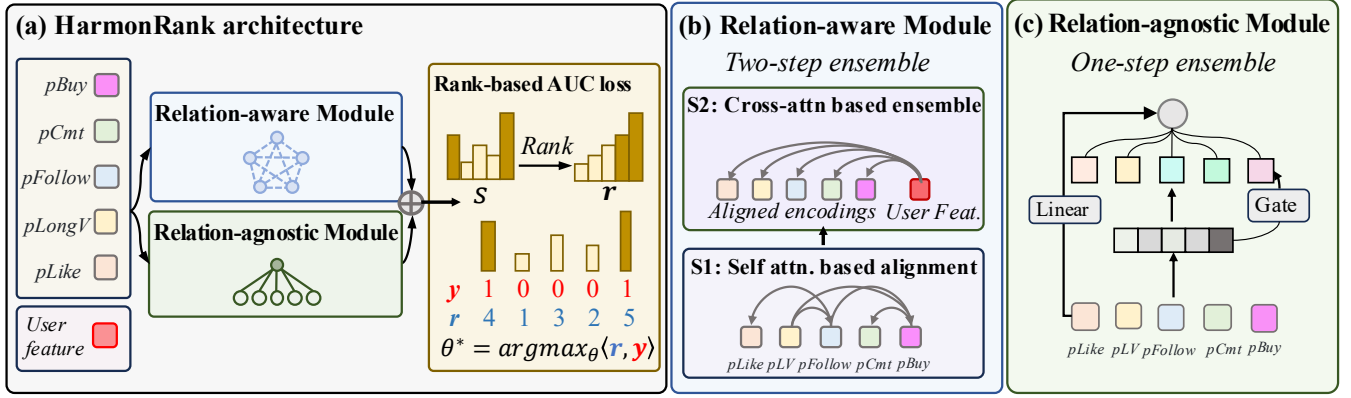 (a) HarmonRank architecture
pBuy
pCmt
pFollow
pLongV
pLike
User
feature
Relation-aware Module
Relation-agnostic Module
Rank-based AUC loss
Rank
s
r
y 1 0 0 0 1
r 4 1 3 2 5
θ* = argmaxθ⟨r, y⟩
(b) Relation-aware Module
Two-step ensemble
S2: Cross-attn based ensemble
Aligned encodings User Feat.
S1: Self attn. based alignment
pLike pLV pFollow pCmt pBuy
(c) Relation-agnostic Module
One-step ensemble
Linear
Gate
pLike pLV pFollow pCmt pBuy